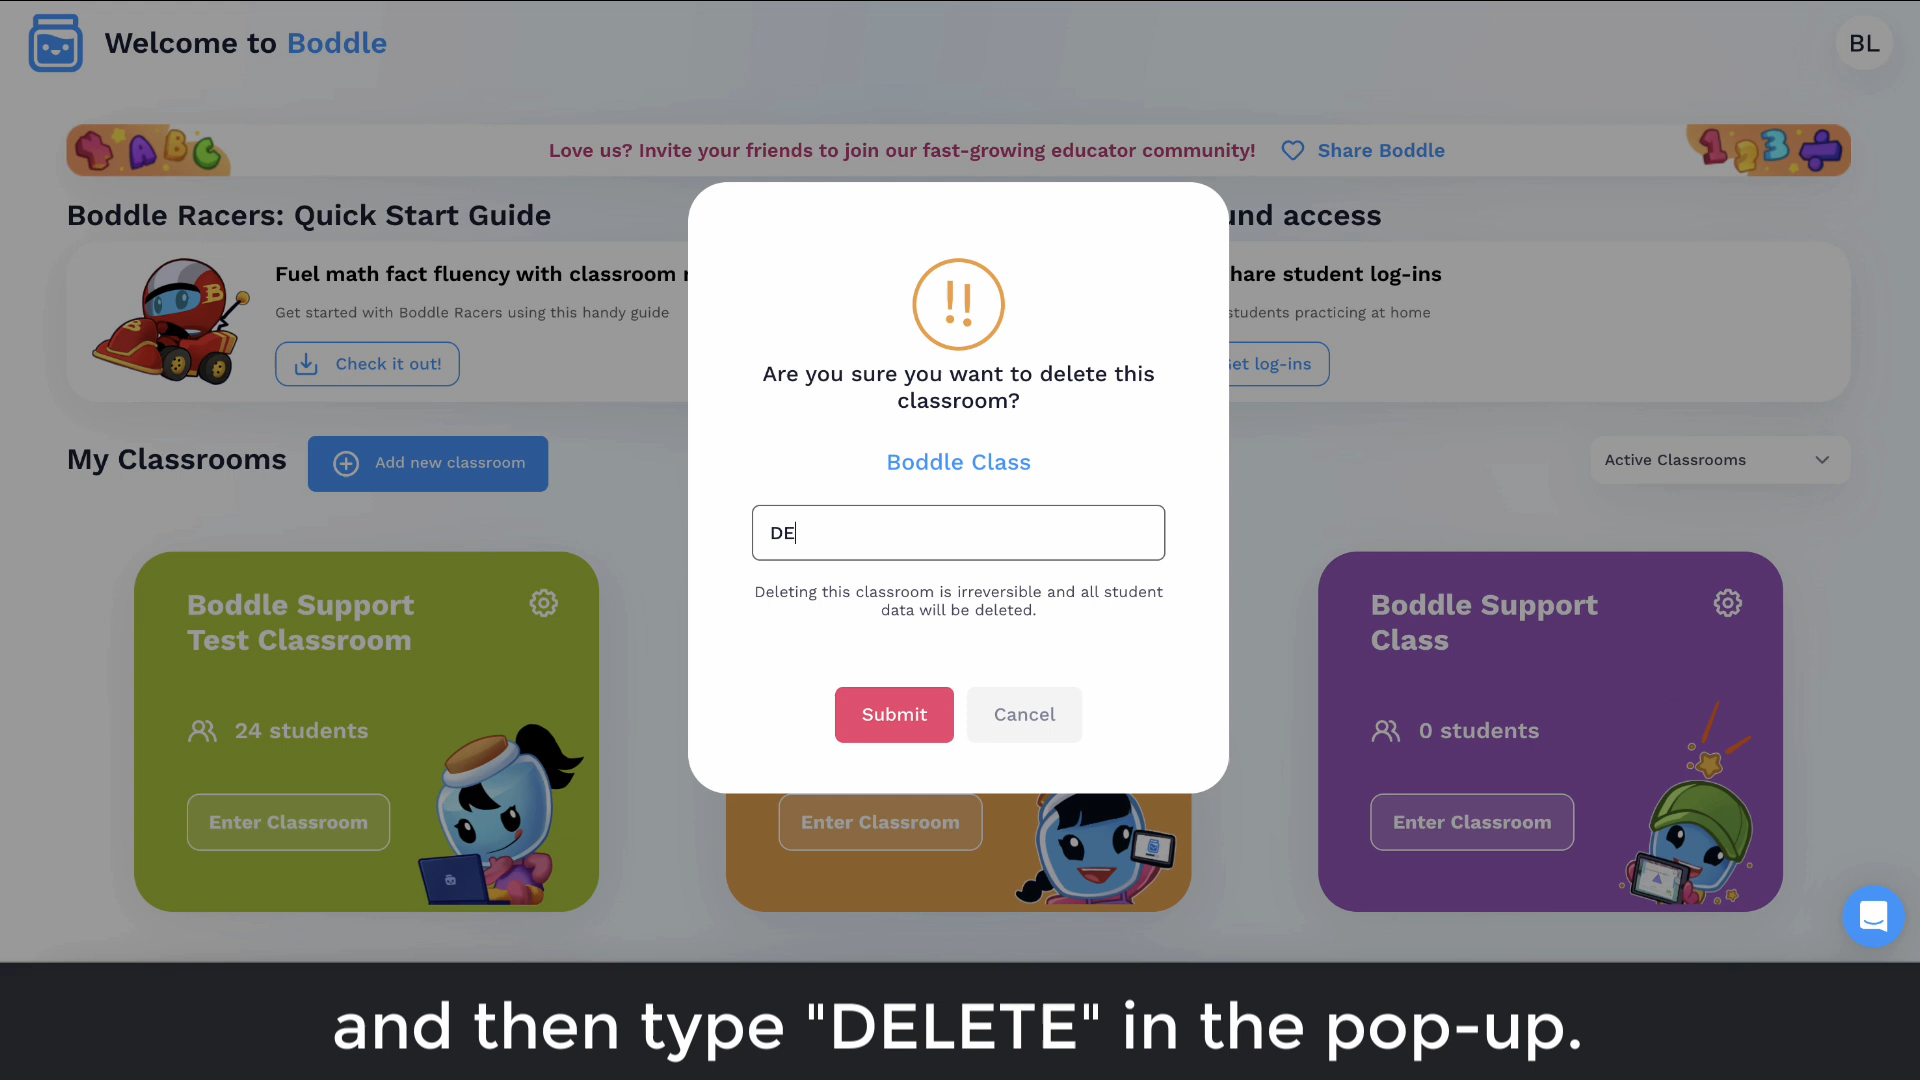 Welcome to Boddle
BL
ABC
Love us? Invite your friends to join our fast-growing educator community!
Share Boddle
123
Boddle Racers: Quick Start Guide
und access
Fuel math fact fluency with classroom
Get started with Boddle Racers using this handy guide
Check it out!
hare student log-ins
students practicing at home
et log-ins
!!
Are you sure you want to delete this
classroom?
Boddle Class
DE
Deleting this classroom is irreversible and all student
data will be deleted.
Submit
Cancel
My Classrooms
Add new classroom
Active Classrooms
Boddle Support
Test Classroom
24 students
Enter Classroom
Enter Classroom
Boddle Support
Class
0 students
Enter Classroom
and then type "DELETE" in the pop-up.